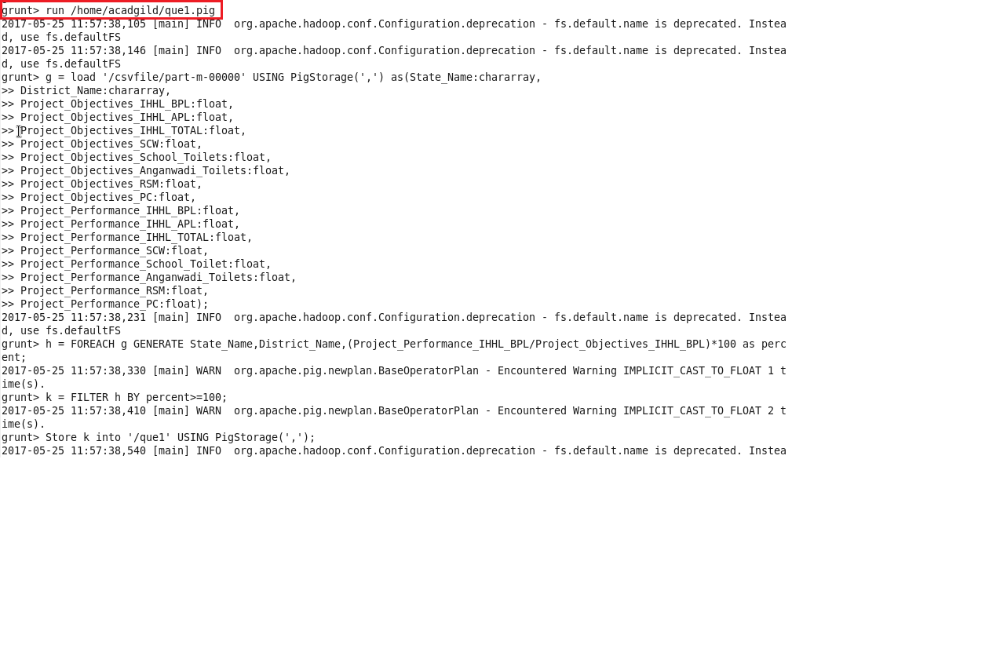 grunt> run /home/acadgild/que1.pig
2017-05-25 11:57:38,105 [main] INFO  org.apache.hadoop.conf.Configuration.deprecation - fs.default.name is deprecated. Instea
d, use fs.defaultFS
2017-05-25 11:57:38,146 [main] INFO  org.apache.hadoop.conf.Configuration.deprecation - fs.default.name is deprecated. Instea
d, use fs.defaultFS
grunt> g = load '/csvfile/part-m-00000' USING PigStorage(',') as(State_Name:chararray,
>> District_Name:chararray,
>> Project_Objectives_IHHL_BPL:float,
>> Project_Objectives_IHHL_APL:float,
>> Project_Objectives_IHHL_TOTAL:float,
>> Project_Objectives_SCW:float,
>> Project_Objectives_School_Toilets:float,
>> Project_Objectives_Anganwadi_Toilets:float,
>> Project_Objectives_RSM:float,
>> Project_Objectives_PC:float,
>> Project_Performance_IHHL_BPL:float,
>> Project_Performance_IHHL_APL:float,
>> Project_Performance_IHHL_TOTAL:float,
>> Project_Performance_SCW:float,
>> Project_Performance_School_Toilet:float,
>> Project_Performance_Anganwadi_Toilets:float,
>> Project_Performance_RSM:float,
>> Project_Performance_PC:float);
2017-05-25 11:57:38,231 [main] INFO  org.apache.hadoop.conf.Configuration.deprecation - fs.default.name is deprecated. Instea
d, use fs.defaultFS
grunt> h = FOREACH g GENERATE State_Name,District_Name,(Project_Performance_IHHL_BPL/Project_Objectives_IHHL_BPL)*100 as perc
ent;
2017-05-25 11:57:38,330 [main] WARN  org.apache.pig.newplan.BaseOperatorPlan - Encountered Warning IMPLICIT_CAST_TO_FLOAT 1 t
ime(s).
grunt> k = FILTER h BY percent>=100;
2017-05-25 11:57:38,410 [main] WARN  org.apache.pig.newplan.BaseOperatorPlan - Encountered Warning IMPLICIT_CAST_TO_FLOAT 2 t
ime(s).
grunt> Store k into '/que1' USING PigStorage(',');
2017-05-25 11:57:38,540 [main] INFO  org.apache.hadoop.conf.Configuration.deprecation - fs.default.name is deprecated. Instea